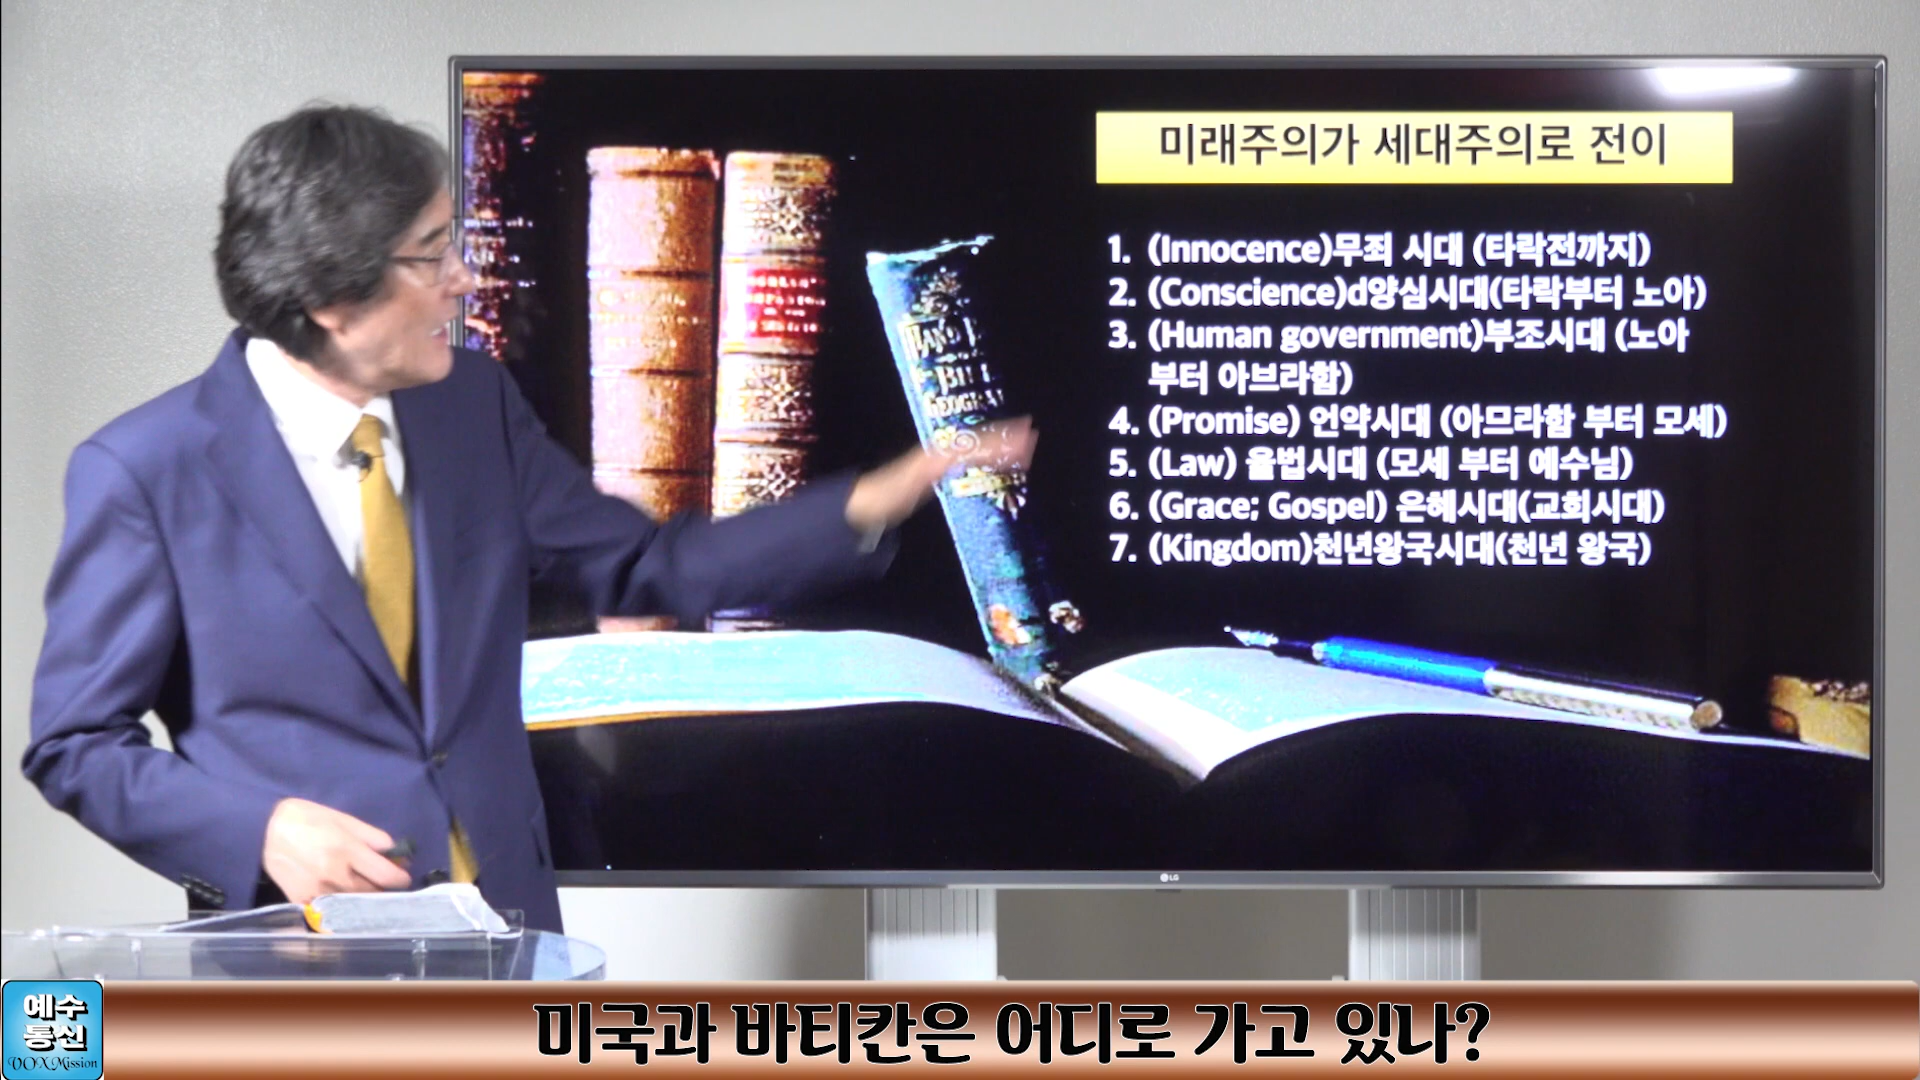 미래주의가 세대주의로 전이
1. (Innocence)무죄 시대 (타락전까지)
2. (Conscience)d양심시대(타락부터 노아)
3. (Human government)부조시대 (노아
부터 아브라함)
4. (Promise) 언약시대 (아므라함 부터 모세)
5. (Law) 율법시대 (모세 부터 예수님)
6. (Grace; Gospel) 은혜시대(교회시대)
7. (Kingdom)천년왕국시대(천년 왕국)
LG
예수
통신
VOX Mission
미국과 바티칸은 어디로 가고 있나?